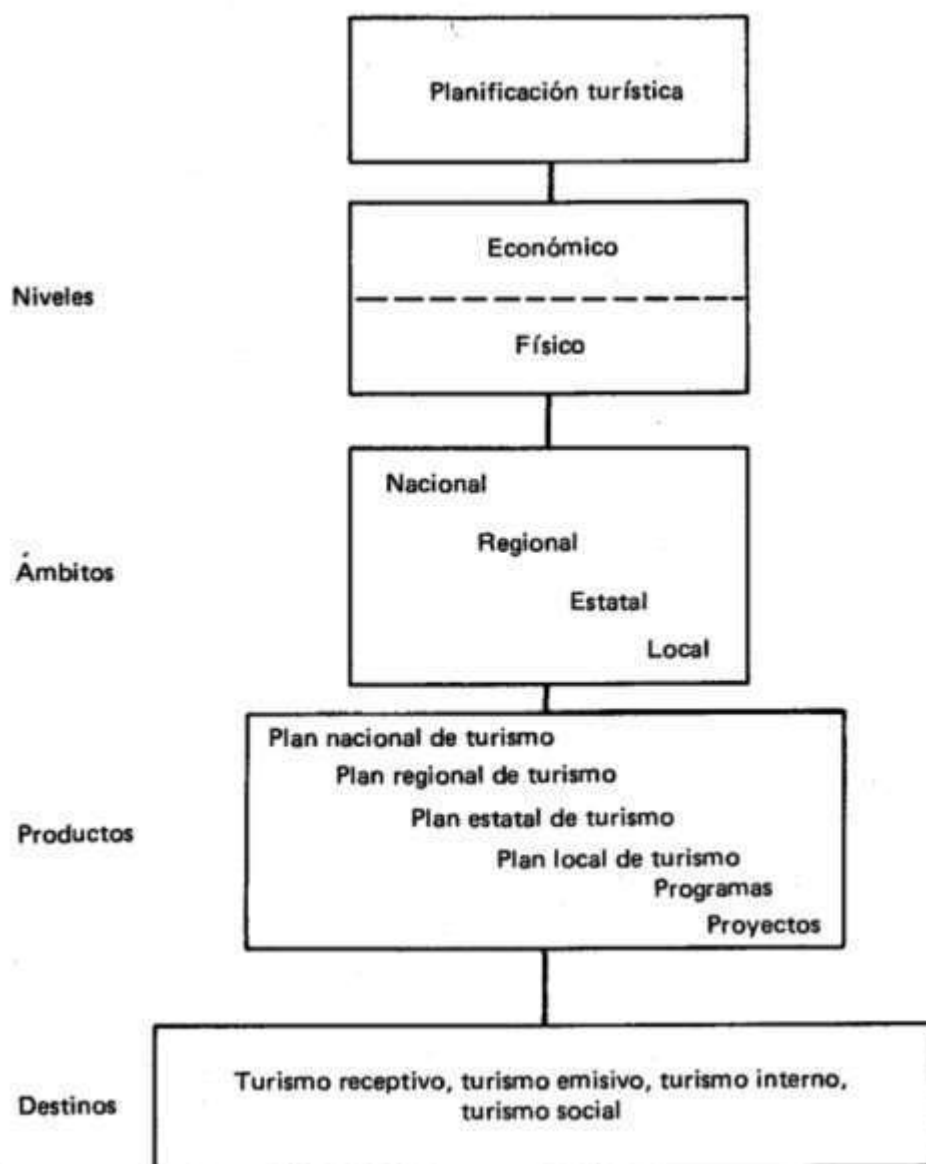 Planificación turística
Niveles
Económico
Físico
Ámbitos
Nacional
Regional
Estatal
Local
Productos
Plan nacional de turismo
Plan regional de turismo
Plan estatal de turismo
Plan local de turismo
Programas
Proyectos
Destinos
Turismo receptivo, turismo emisivo, turismo interno,
turismo social